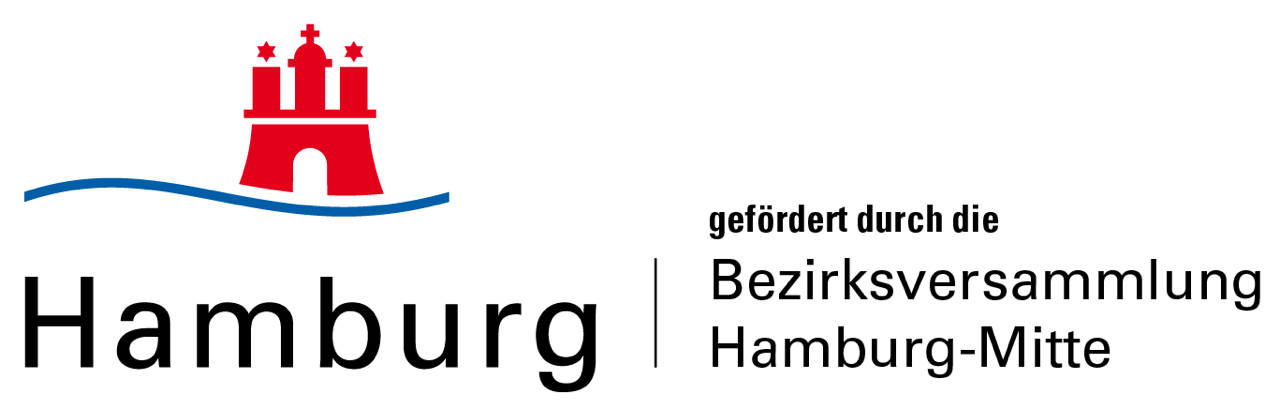 Hamburg
gefördert durch die
Bezirksversammlung
Hamburg-Mitte